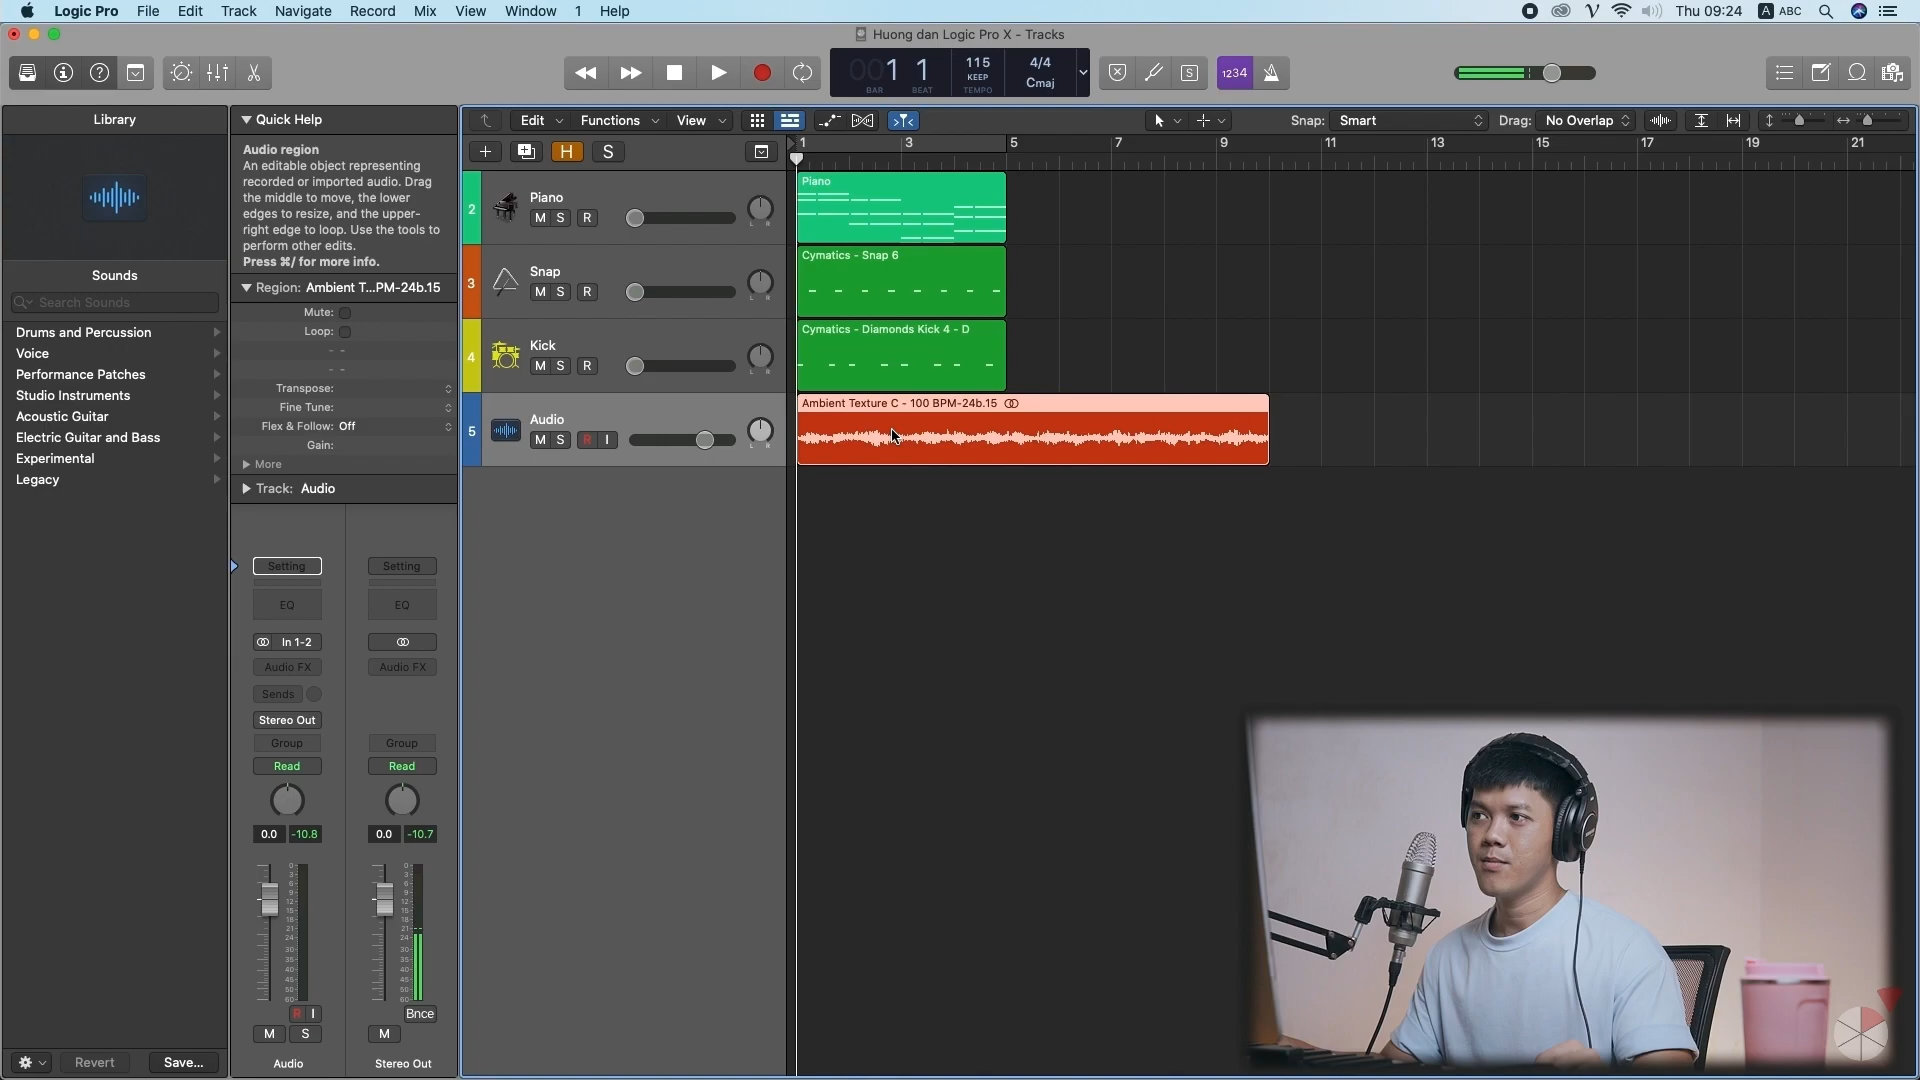 Logic Pro File Edit Track Navigate Record Mix View Window 1 Help
Thu 09:24 A ABC
Huong dan Logic Pro X - Tracks
1 1 115 4/4
KEEP Cmaj
BAR BEAT TEMPO
S 1234
Library
Quick Help
Audio region
An editable object representing
recorded or imported audio. Drag
the middle to move, the lower
edges to resize, and the upper-
right edge to loop. Use the tools to
perform other edits.
Press ⌘/ for more info.
Sounds
Search Sounds
Drums and Percussion
Voice
Performance Patches
Studio Instruments
Acoustic Guitar
Electric Guitar and Bass
Experimental
Legacy
Revert Save...
Region: Ambient T...PM-24b.15
Mute:
Loop:
Transpose:
Fine Tune:
Flex & Follow: Off
Gain:
More
Track: Audio
Setting Setting
EQ EQ
In 1-2
Audio FX Audio FX
Sends
Stereo Out
Group Group
Read Read
0.0 -10.8 0.0 -10.7
R I Bnce
M S M
Audio Stereo Out
Edit Functions View Snap: Smart Drag: No Overlap
H S
1 3 5 7 9 11 13 15 17 19 21
2 Piano
M S R
3 Snap
M S R
4 Kick
M S R
5 Audio
M S R I
Piano
Cymatics - Snap 6
Cymatics - Diamonds Kick 4 - D
Ambient Texture C - 100 BPM-24b.15